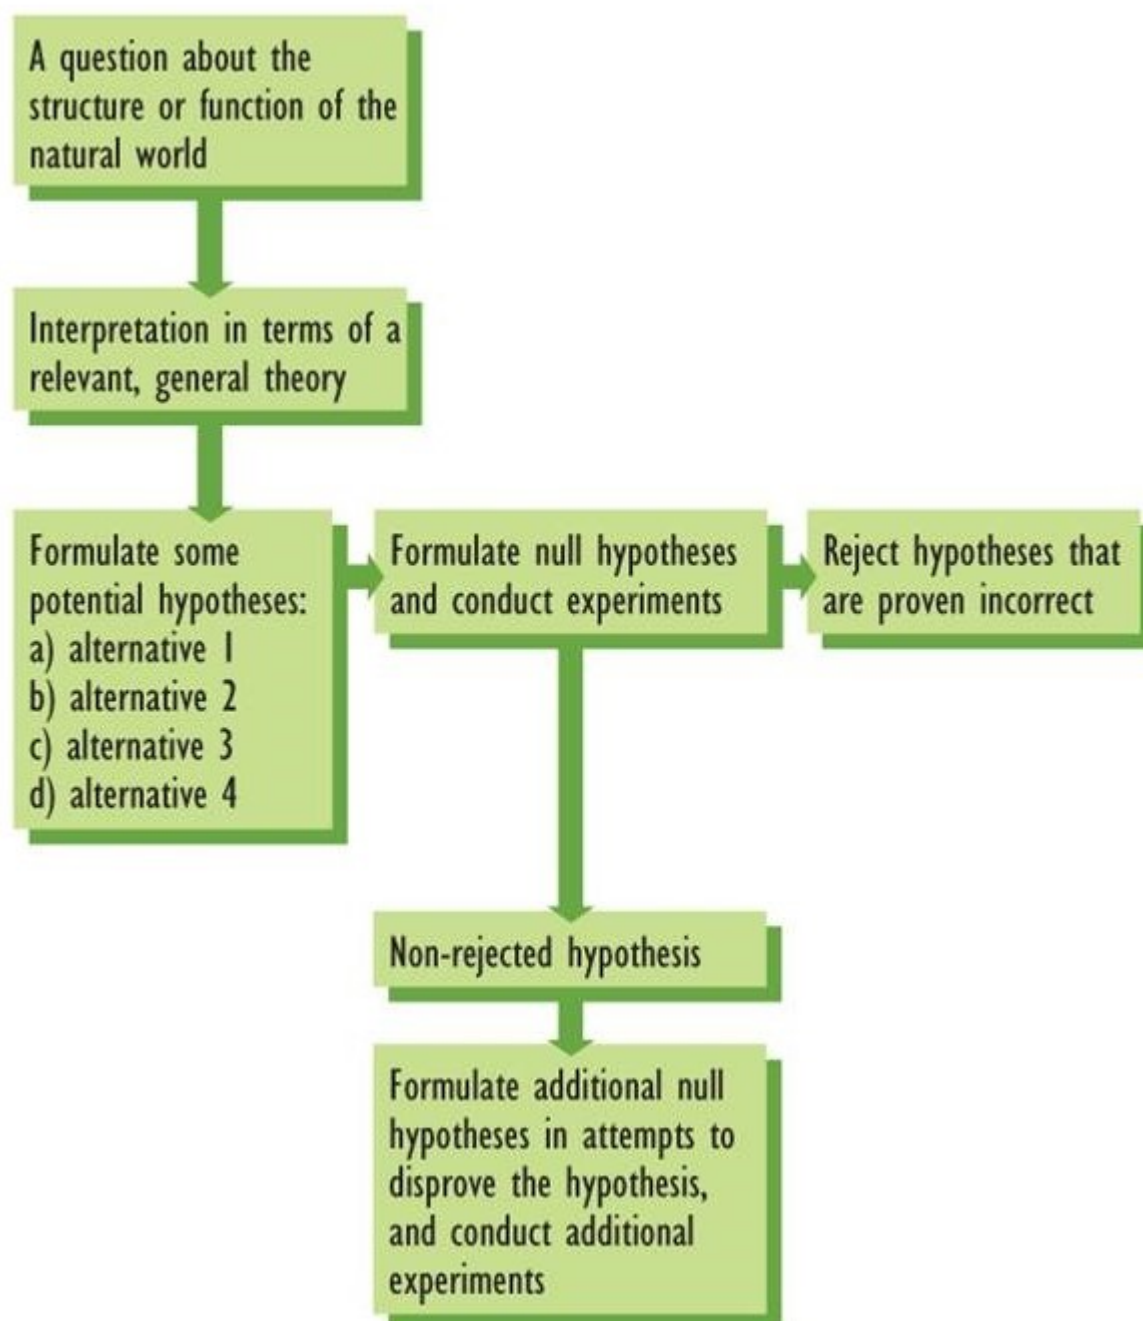 A question about the
structure or function of the
natural world
Interpretation in terms of a
relevant, general theory
Formulate some
potential hypotheses:
a) alternative 1
b) alternative 2
c) alternative 3
d) alternative 4
Formulate null hypotheses
and conduct experiments
Reject hypotheses that
are proven incorrect
Non-rejected hypothesis
Formulate additional null
hypotheses in attempts to
disprove the hypothesis,
and conduct additional
experiments